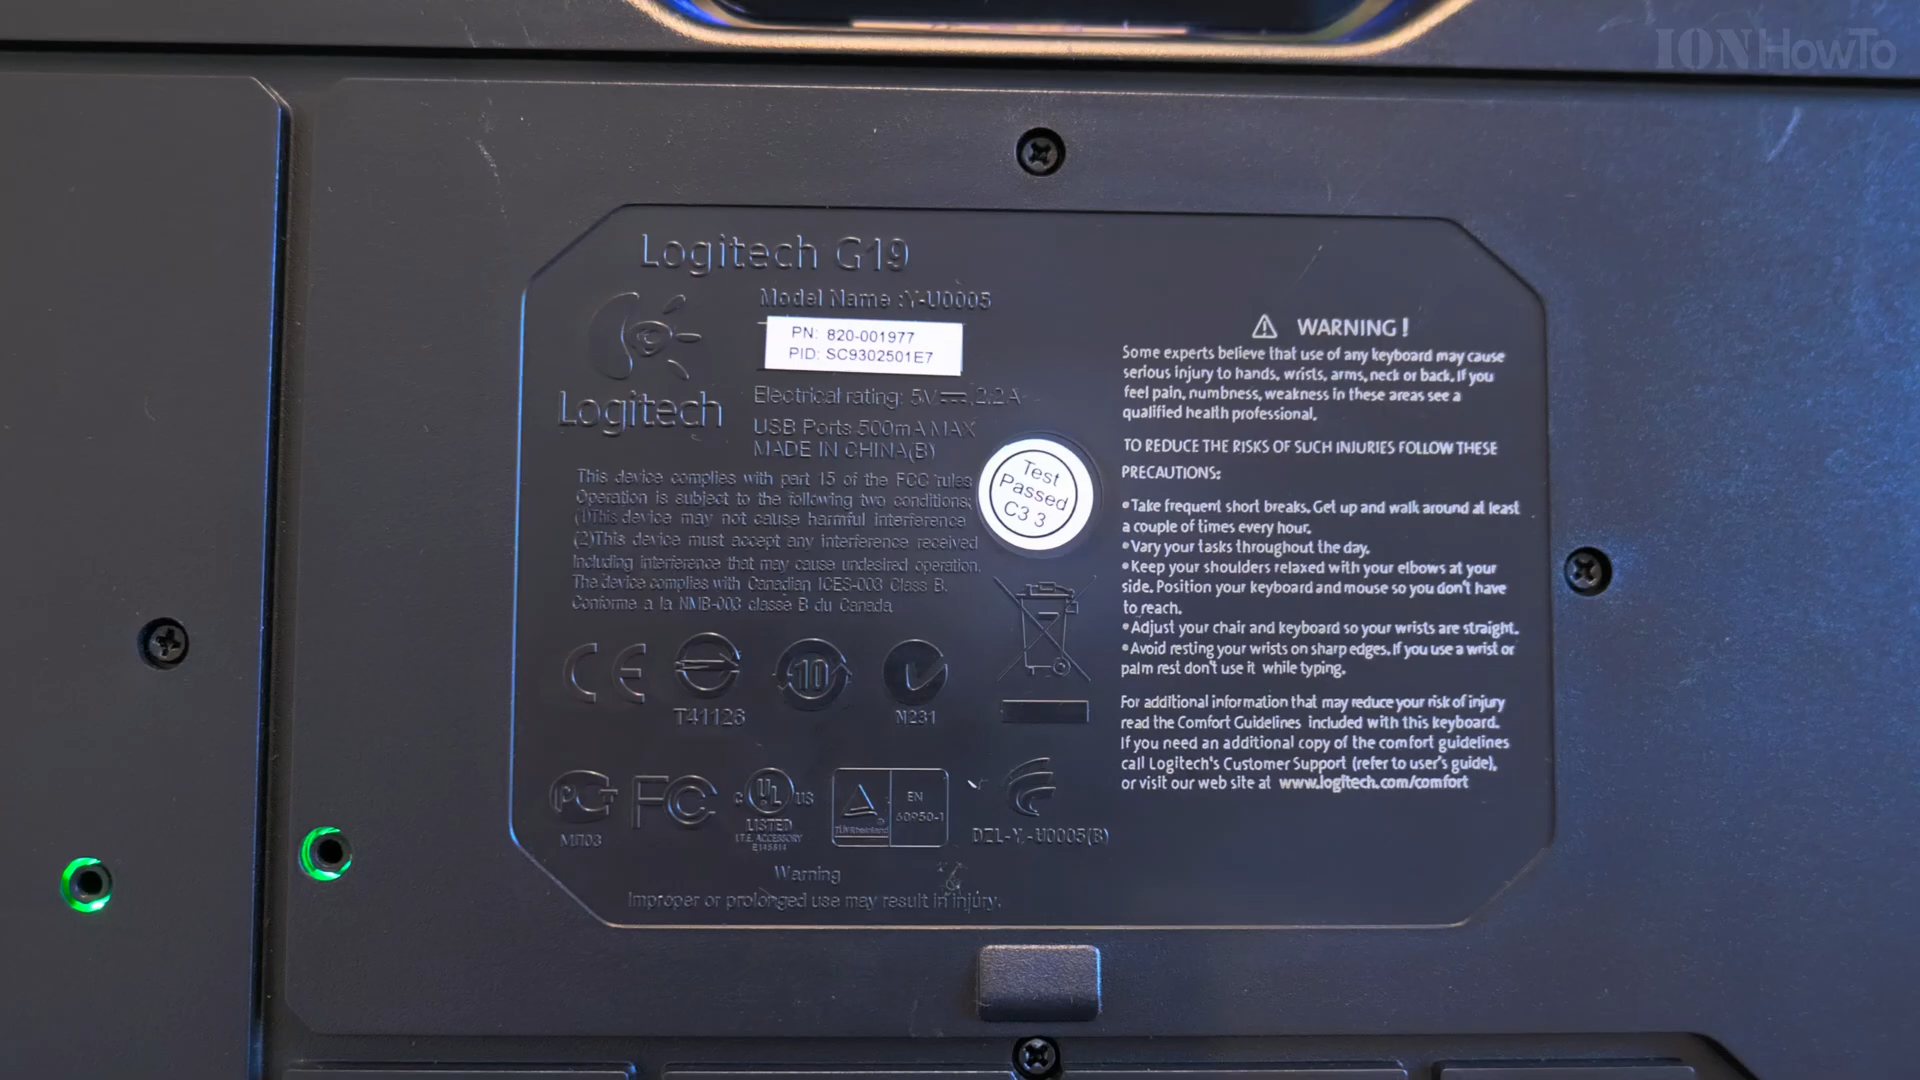 IONHowTo
Logitech G19
Model Name :Y-U0005
PN: 820-001977
PID: SC9302501E7
Logitech
Electrical rating: 5V⎓, 2.2A
USB Ports 500mA MAX
MADE IN CHINA(B)
This device complies with part 15 of the FCC rules
Operation is subject to the following two conditions;
(1)This device may not cause harmful interference
(2)This device must accept any interference received
Including interference that may cause undesired operation.
The device complies with Canadian ICES-003 Class B.
Conforme a la NMB-003 classe B du Canada
Test
Passed
C3 3
CE
T41126
10
N231
PCT
МП03
FC
c UL US
LISTED
I.T.E. ACCESSORY
E145614
TÜVRheinland
EN
60950-1
DZL-Y-U0005(B)
Warning
Improper or prolonged use may result in injury.
⚠ WARNING!
Some experts believe that use of any keyboard may cause
serious injury to hands, wrists, arms, neck or back. If you
feel pain, numbness, weakness in these areas see a
qualified health professional.
TO REDUCE THE RISKS OF SUCH INJURIES FOLLOW THESE
PRECAUTIONS:
•Take frequent short breaks. Get up and walk around at least
a couple of times every hour.
•Vary your tasks throughout the day.
•Keep your shoulders relaxed with your elbows at your
side. Position your keyboard and mouse so you don't have
to reach.
•Adjust your chair and keyboard so your wrists are straight.
•Avoid resting your wrists on sharp edges. If you use a wrist or
palm rest don't use it while typing.
For additional information that may reduce your risk of injury
read the Comfort Guidelines included with this keyboard.
If you need an additional copy of the comfort guidelines
call Logitech's Customer Support (refer to user's guide),
or visit our web site at www.logitech.com/comfort